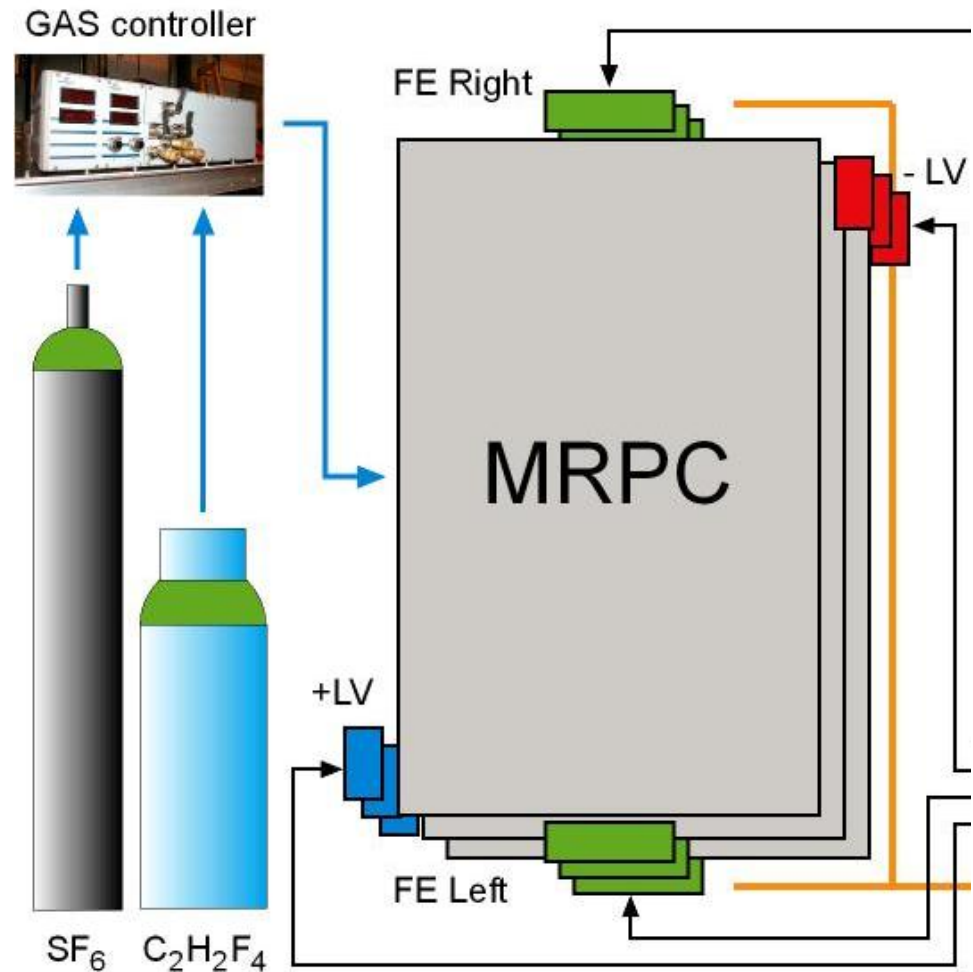 GAS controller
FE Right
- LV
MRPC
+LV
FE Left
SF₆
C₂H₂F₄